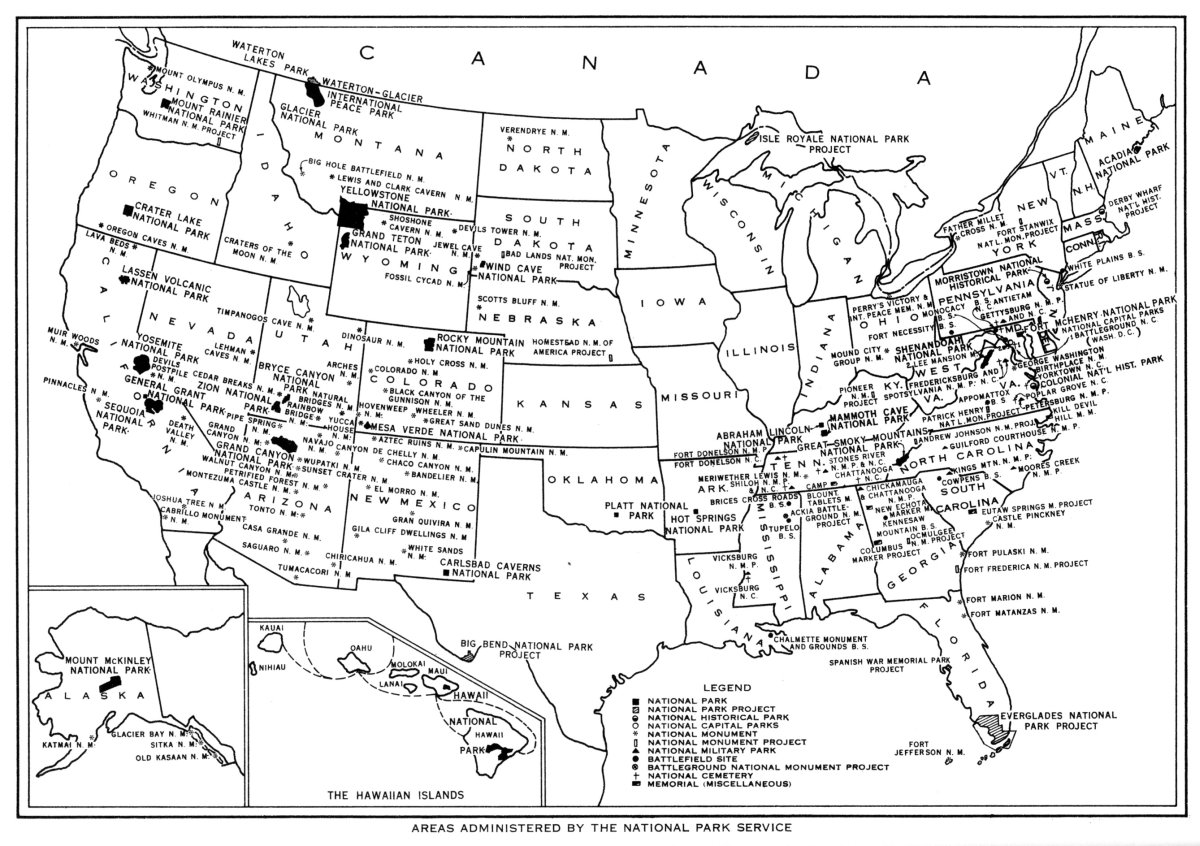 CANADA
WATERTON
LAKES PARK
WATERTON-GLACIER
INTERNATIONAL
PEACE PARK
GLACIER
NATIONAL PARK
MOUNT OLYMPUS N. M.
WASHINGTON
MOUNT RAINIER
NATIONAL PARK
WHITMAN N. M. PROJECT
IDAHO
MONTANA
BIG HOLE BATTLEFIELD N. M.
LEWIS AND CLARK CAVERN N. M.
YELLOWSTONE
NATIONAL PARK
VERENDRYE N. M.
NORTH
DAKOTA
SOUTH
DAKOTA
OREGON
CRATER LAKE
NATIONAL PARK
OREGON CAVES N. M.
LAVA BEDS
N. M.
CRATERS OF THE
MOON N. M.
SHOSHONE
CAVERN N. M.
DEVILS TOWER N. M.
GRAND TETON
NATIONAL PARK
JEWEL CAVE
N. M.
BAD LANDS NAT. MON.
PROJECT
WYOMING
WIND CAVE
NATIONAL PARK
FOSSIL CYCAD N. M.
SCOTTS BLUFF N. M.
NEBRASKA
HOMESTEAD N. M. OF
AMERICA PROJECT
LASSEN VOLCANIC
NATIONAL PARK
CALIFORNIA
NEVADA
UTAH
TIMPANOGOS CAVE N. M.
LEHMAN
CAVES N. M.
DINOSAUR N. M.
ROCKY MOUNTAIN
NATIONAL PARK
MUIR WOODS
N. M.
YOSEMITE
NATIONAL PARK
DEVILS
POSTPILE
N. M.
CEDAR BREAKS N. M.
BRYCE CANYON
NATIONAL
PARK
ARCHES
N. M.
HOLY CROSS N. M.
COLORADO N. M.
COLORADO
BLACK CANYON OF THE
GUNNISON N. M.
PINNACLES N. M.
GENERAL GRANT
NATIONAL PARK
ZION NATIONAL
PARK
NATURAL
BRIDGES N. M.
RAINBOW
BRIDGE
N. M.
HOVENWEEP
N. M.
WHEELER N. M.
GREAT SAND DUNES N. M.
YUCCA
HOUSE
N. M.
MESA VERDE NATIONAL PARK
SEQUOIA
NATIONAL
PARK
DEATH
VALLEY
N. M.
PIPE SPRING
N. M.
GRAND
CANYON N. M.
GRAND CANYON
NATIONAL PARK
NAVAJO N. M.
CANYON DE CHELLY N. M.
AZTEC RUINS N. M.
CAPULIN MOUNTAIN N. M.
CHACO CANYON N. M.
BANDELIER N. M.
WUPATKI N. M.
SUNSET CRATER N. M.
WALNUT CANYON N. M.
PETRIFIED FOREST N. M.
MONTEZUMA CASTLE N. M.
EL MORRO N. M.
JOSHUA TREE N. M.
CABRILLO MONUMENT
N. M.
ARIZONA
TONTO N. M.
NEW MEXICO
GRAN QUIVIRA N. M.
CASA GRANDE N. M.
GILA CLIFF DWELLINGS N. M.
SAGUARO N. M.
CHIRICAHUA N. M.
WHITE SANDS
N. M.
TUMACACORI N. M.
CARLSBAD CAVERNS
NATIONAL PARK
KANSAS
OKLAHOMA
PLATT NATIONAL
PARK
TEXAS
BIG BEND NATIONAL PARK
PROJECT
MINNESOTA
IOWA
MISSOURI
ARK.
HOT SPRINGS
NATIONAL PARK
LOUISIANA
WISCONSIN
ILLINOIS
MICHIGAN
INDIANA
OHIO
ISLE ROYALE NATIONAL PARK
PROJECT
MAINE
ACADIA
NATIONAL PARK
VT.
N H
MASS
CONN
NEW
YORK
DERBY WHARF
NAT'L HIST.
PROJECT
FATHER MILLET
CROSS N. M.
FORT STANWIX
NATL. MON. PROJECT
WHITE PLAINS B. S.
STATUE OF LIBERTY N. M.
MORRISTOWN NATIONAL
HISTORICAL PARK
PENNSYLVANIA
PERRY'S VICTORY &
INT. PEACE MEM. N. M.
MONOCACY
B. S.
ANTIETAM
B. S.
AND N. C.
GETTYSBURG N. M. P.
FORT NECESSITY
B. S.
MD.
FORT McHENRY NATIONAL PARK
NATIONAL CAPITAL PARKS
BATTLEGROUND N. C.
(WASH. D. C.)
MOUND CITY
GROUP N. M.
SHENANDOAH
NATIONAL PARK
& LEE MANSION
WEST
VA.
GEORGE WASHINGTON
BIRTHPLACE N. M.
YORKTOWN N. C.
COLONIAL NAT'L HIST. PARK
POPLAR GROVE N. C.
PETERSBURG N. M. P.
FREDERICKSBURG AND
SPOTSYLVANIA N. M. P.
VA.
APPOMATTOX
B. S.
PIONEER
N. M.
PROJECT
KY.
PATRICK HENRY
NAT'L MON. PROJECT
KILL DEVIL
HILL M. M.
ABRAHAM LINCOLN
NATIONAL PARK
MAMMOTH CAVE
NATIONAL PARK
GREAT SMOKY MOUNTAINS
NATIONAL PARK
ANDREW JOHNSON N. M. PROJECT
GUILFORD COURTHOUSE N. M. P.
NORTH CAROLINA
FORT DONELSON N. M. P.
FORT DONELSON N. C.
TENN.
STONES RIVER
N. M. P. & N. C.
MERIWETHER LEWIS N. M.
SHILOH N. M. P.
& N. C.
CHATTANOOGA
N. C.
KINGS MTN. N. M. P.
COWPENS B. S.
MOORES CREEK
N. M. P.
BRICES CROSS ROADS
B. S.
CAMP
BLOUNT
TABLETS M.
ACKIA BATTLE-
GROUND N. M.
PROJECT
TUPELO
B. S.
CHICKAMAUGA
& CHATTANOOGA
N. M. P.
NEW ECHOTA
MARKER M.
KENNESAW
MOUNTAIN B. S.
OCMULGEE
N. M. PROJECT
COLUMBUS
MARKER PROJECT
SOUTH
CAROLINA
EUTAW SPRINGS M. PROJECT
CASTLE PINCKNEY
N. M.
MISSISSIPPI
ALABAMA
GEORGIA
FORT PULASKI N. M.
FORT FREDERICA N. M. PROJECT
VICKSBURG
N. M. P.
VICKSBURG
N. C.
FORT MARION N. M.
FORT MATANZAS N. M.
FLORIDA
CHALMETTE MONUMENT
AND GROUNDS B. S.
SPANISH WAR MEMORIAL PARK
PROJECT
EVERGLADES NATIONAL
PARK PROJECT
FORT
JEFFERSON N. M.
MOUNT McKINLEY
NATIONAL PARK
ALASKA
KATMAI N. M.
GLACIER BAY N. M.
SITKA N. M.
OLD KASAAN N. M.
KAUAI
NIHIAU
OAHU
MOLOKAI
LANAI
MAUI
HAWAII
NATIONAL
HAWAII
PARK
THE HAWAIIAN ISLANDS
LEGEND
NATIONAL PARK
NATIONAL PARK PROJECT
NATIONAL HISTORICAL PARK
NATIONAL CAPITAL PARKS
NATIONAL MONUMENT
NATIONAL MONUMENT PROJECT
NATIONAL MILITARY PARK
BATTLEFIELD SITE
BATTLEGROUND NATIONAL MONUMENT PROJECT
NATIONAL CEMETERY
MEMORIAL (MISCELLANEOUS)
AREAS ADMINISTERED BY THE NATIONAL PARK SERVICE